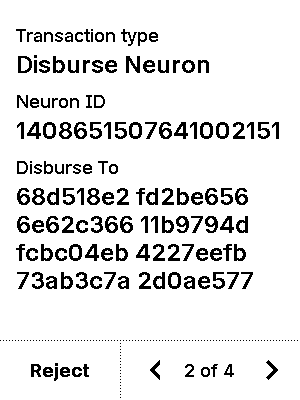 Transaction type
Disburse Neuron
Neuron ID
1408651507641002151
Disburse To
68d518e2 fd2be656
6e62c366 11b9794d
fcbc04eb 4227eefb
73ab3c7a 2d0ae577
Reject
2 of 4